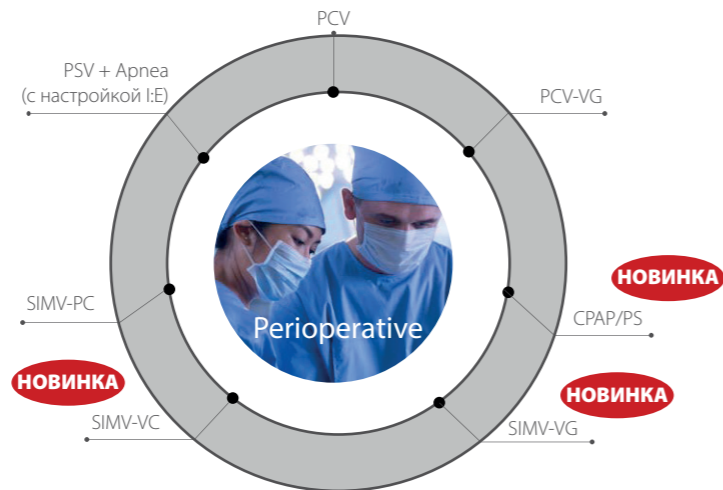 PCV
PSV + Apnea
(с настройкой I:E)
PCV-VG
НОВИНКА
SIMV-PC
CPAP/PS
Perioperative
НОВИНКА
НОВИНКА
SIMV-VC
SIMV-VG